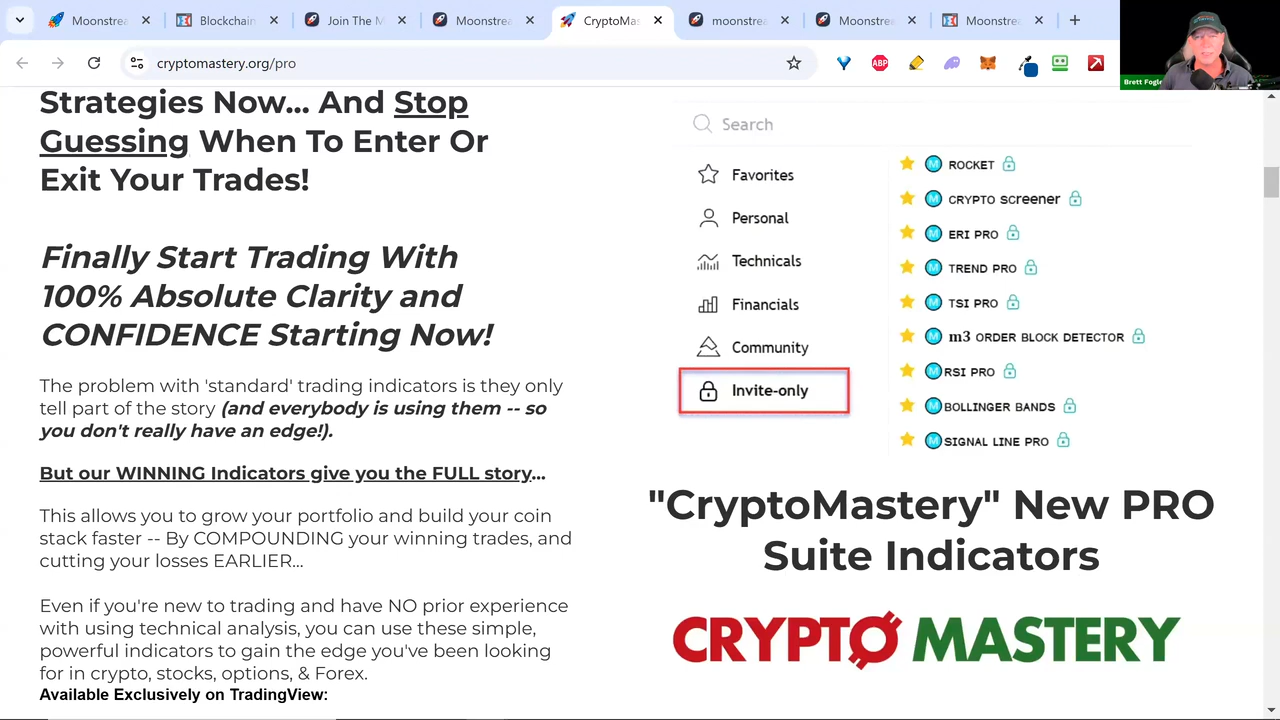 Moonstrea
Blockchain
Join The M
Moonstrea
CryptoMas
moonstrea
Moonstrea
Moonstrea
cryptomastery.org/pro
ABP
Brett Fogle
Strategies Now... And Stop
Guessing When To Enter Or
Exit Your Trades!
Finally Start Trading With
100% Absolute Clarity and
CONFIDENCE Starting Now!
The problem with 'standard' trading indicators is they only
tell part of the story (and everybody is using them -- so
you don't really have an edge!).
But our WINNING Indicators give you the FULL story...
This allows you to grow your portfolio and build your coin
stack faster -- By COMPOUNDING your winning trades, and
cutting your losses EARLIER...
Even if you're new to trading and have NO prior experience
with using technical analysis, you can use these simple,
powerful indicators to gain the edge you've been looking
for in crypto, stocks, options, & Forex.
Available Exclusively on TradingView:
Search
Favorites
Personal
Technicals
Financials
Community
Invite-only
M ROCKET
M CRYPTO screener
M ERI PRO
M TREND PRO
M TSI PRO
M m3 ORDER BLOCK DETECTOR
M RSI PRO
M BOLLINGER BANDS
M SIGNAL LINE PRO
"CryptoMastery" New PRO
Suite Indicators
CRYPTO MASTERY